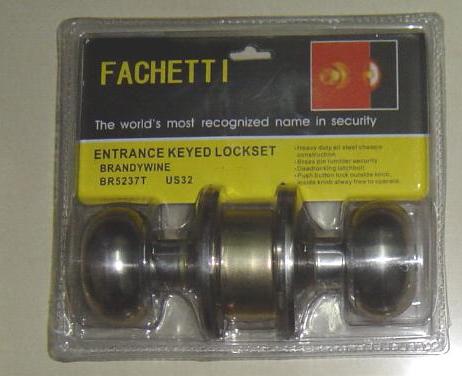 FACHETTI
The world's most recognized name in security
ENTRANCE KEYED LOCKSET
BRANDYWINE
BR5237T US32
·Heavy duty all steel chassis
construction.
·Brass pin tumbler security
·Deadlocking latchbolt
·Push button lock outside knob,
inside knob alway free to operate.